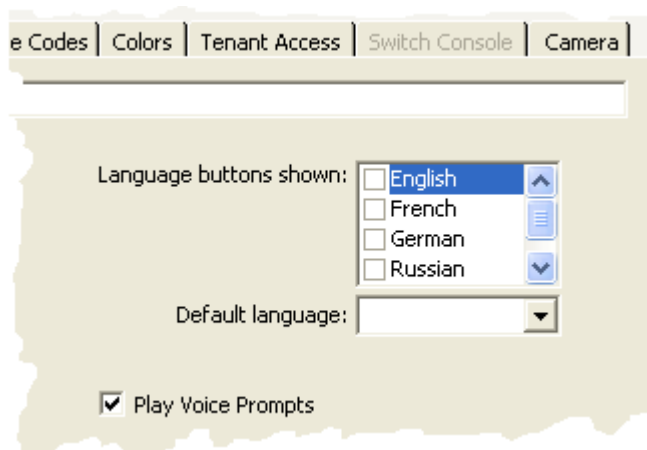 e Codes Colors Tenant Access Switch Console Camera
Language buttons shown:
English
French
German
Russian
Default language:
Play Voice Prompts